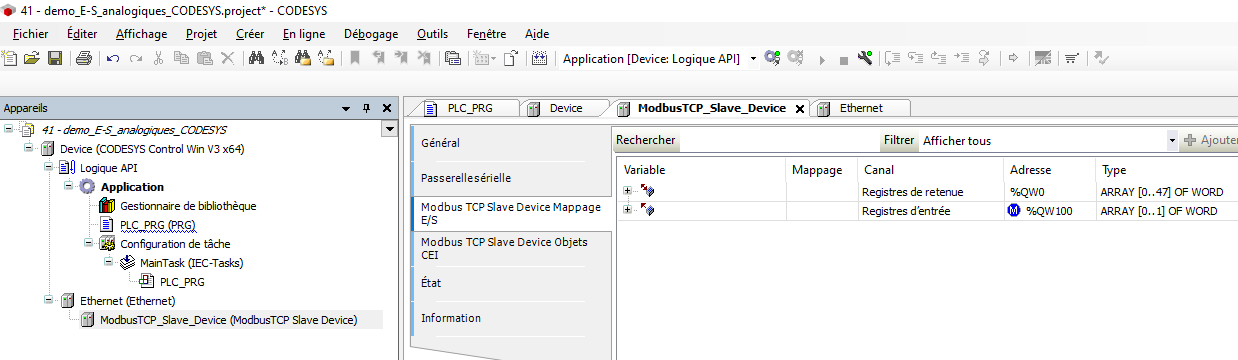 41 - demo_E-S_analogiques_CODESYS.project* - CODESYS
Fichier Éditer Affichage Projet Créer En ligne Débogage Outils Fenêtre Ajde
Application [Device: Logique API]
Appareils
PLC_PRG Device ModbusTCP_Slave_Device Ethernet
41 - demo_E-S_analogiques_CODESYS
Device (CODESYS Control Win V3 x64)
Logique API
Application
Gestionnaire de bibliothèque
PLC_PRG (PRG)
Configuration de tâche
MainTask (IEC-Tasks)
PLC_PRG
Ethernet (Ethernet)
ModbusTCP_Slave_Device (ModbusTCP Slave Device)
Général
Passerellesérielle
Modbus TCP Slave Device Mappage
E/S
Modbus TCP Slave Device Objets
CEI
État
Information
Rechercher Filtrer Afficher tous Ajouter
Variable Mappage Canal Adresse Type
Registres de retenue %QW0 ARRAY [0..47] OF WORD
Registres d'entrée M %QW100 ARRAY [0..1] OF WORD